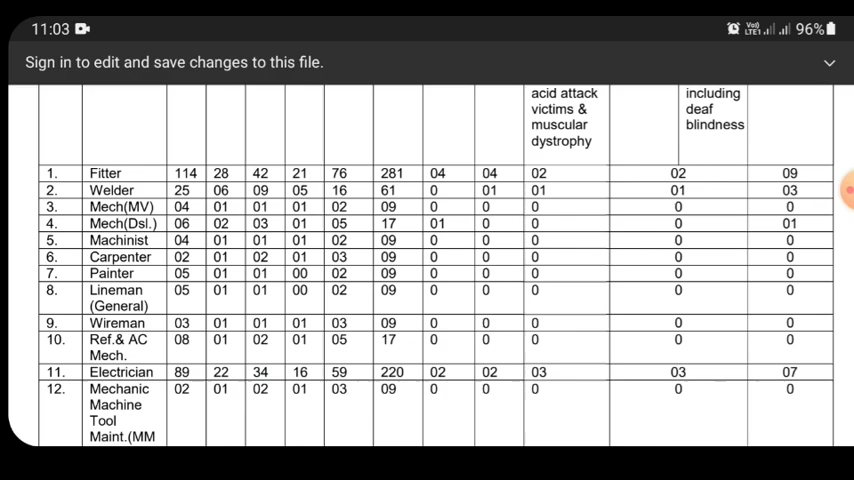 11:03
Vo)) LTE1 96%
Sign in to edit and save changes to this file.
acid attack victims & muscular dystrophy including deaf blindness
1. Fitter 114 28 42 21 76 281 04 04 02 02 09
2. Welder 25 06 09 05 16 61 0 01 01 01 03
3. Mech(MV) 04 01 01 01 02 09 0 0 0 0 0
4. Mech(Dsl.) 06 02 03 01 05 17 01 0 0 0 01
5. Machinist 04 01 01 01 02 09 0 0 0 0 0
6. Carpenter 02 01 02 01 03 09 0 0 0 0 0
7. Painter 05 01 01 00 02 09 0 0 0 0 0
8. Lineman 05 01 01 00 02 09 0 0 0 0 0
(General)
9. Wireman 03 01 01 01 03 09 0 0 0 0 0
10. Ref.& AC 08 01 02 01 05 17 0 0 0 0 0
Mech.
11. Electrician 89 22 34 16 59 220 02 02 03 03 07
12. Mechanic 02 01 02 01 03 09 0 0 0 0 0
Machine
Tool
Maint.(MM